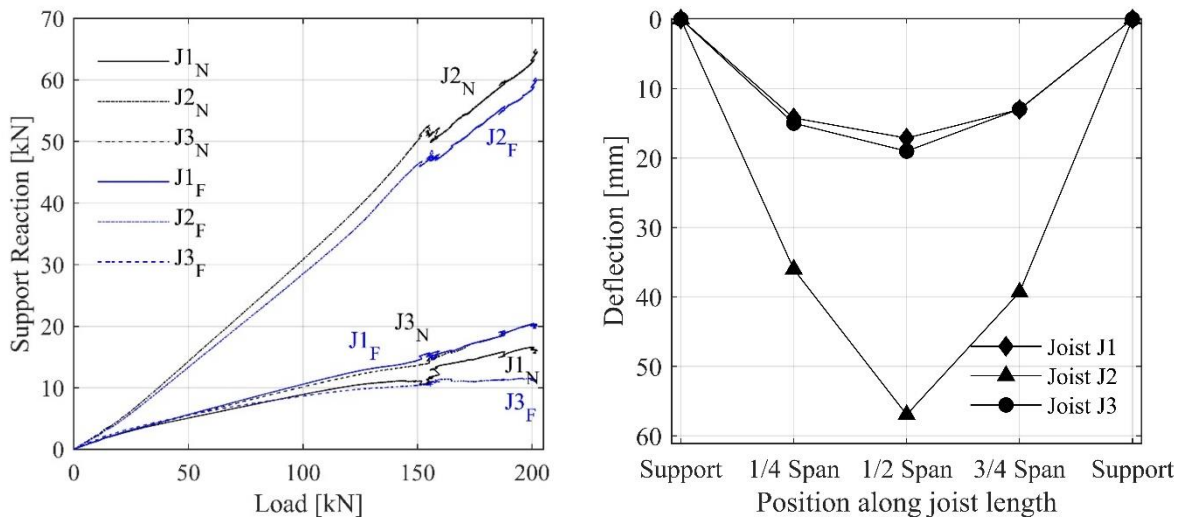 70
60
50
40
30
20
10
0
Support Reaction [kN]
J1N
J2N
J3N
J1F
J2F
J3F
J2N
J2F
J3N
J1F
J1N
J3F
0
50
100
150
200
Load [kN]
0
10
20
30
40
50
60
Deflection [mm]
Joist J1
Joist J2
Joist J3
Support
1/4 Span
1/2 Span
3/4 Span
Support
Position along joist length